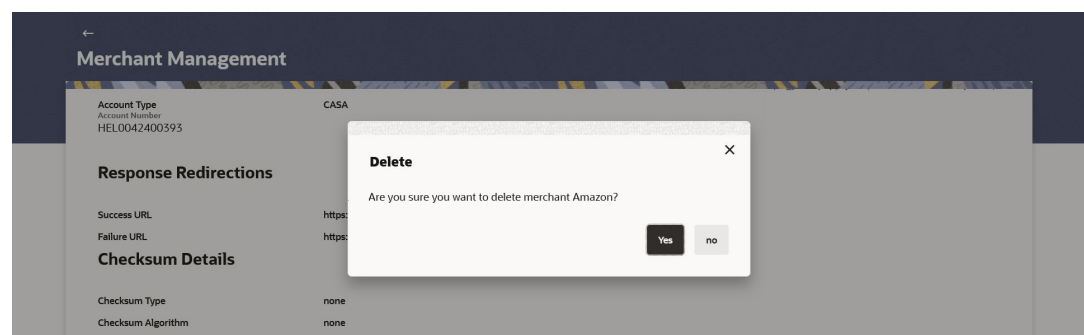 ←
Merchant Management
Account Type CASA
Account Number
HEL0042400393
Delete ×
Are you sure you want to delete merchant Amazon?
Response Redirections
Success URL https:
Yes no
Failure URL https:
Checksum Details
Checksum Type none
Checksum Algorithm none